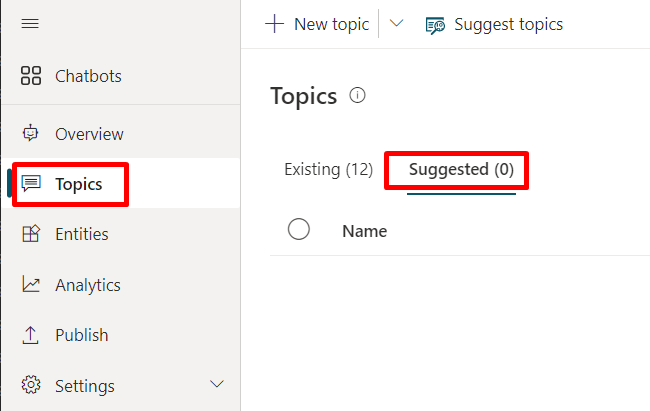 New topic
Suggest topics
Chatbots
Topics
Overview
Existing (12)
Suggested (0)
Topics
Name
Entities
Analytics
Publish
Settings